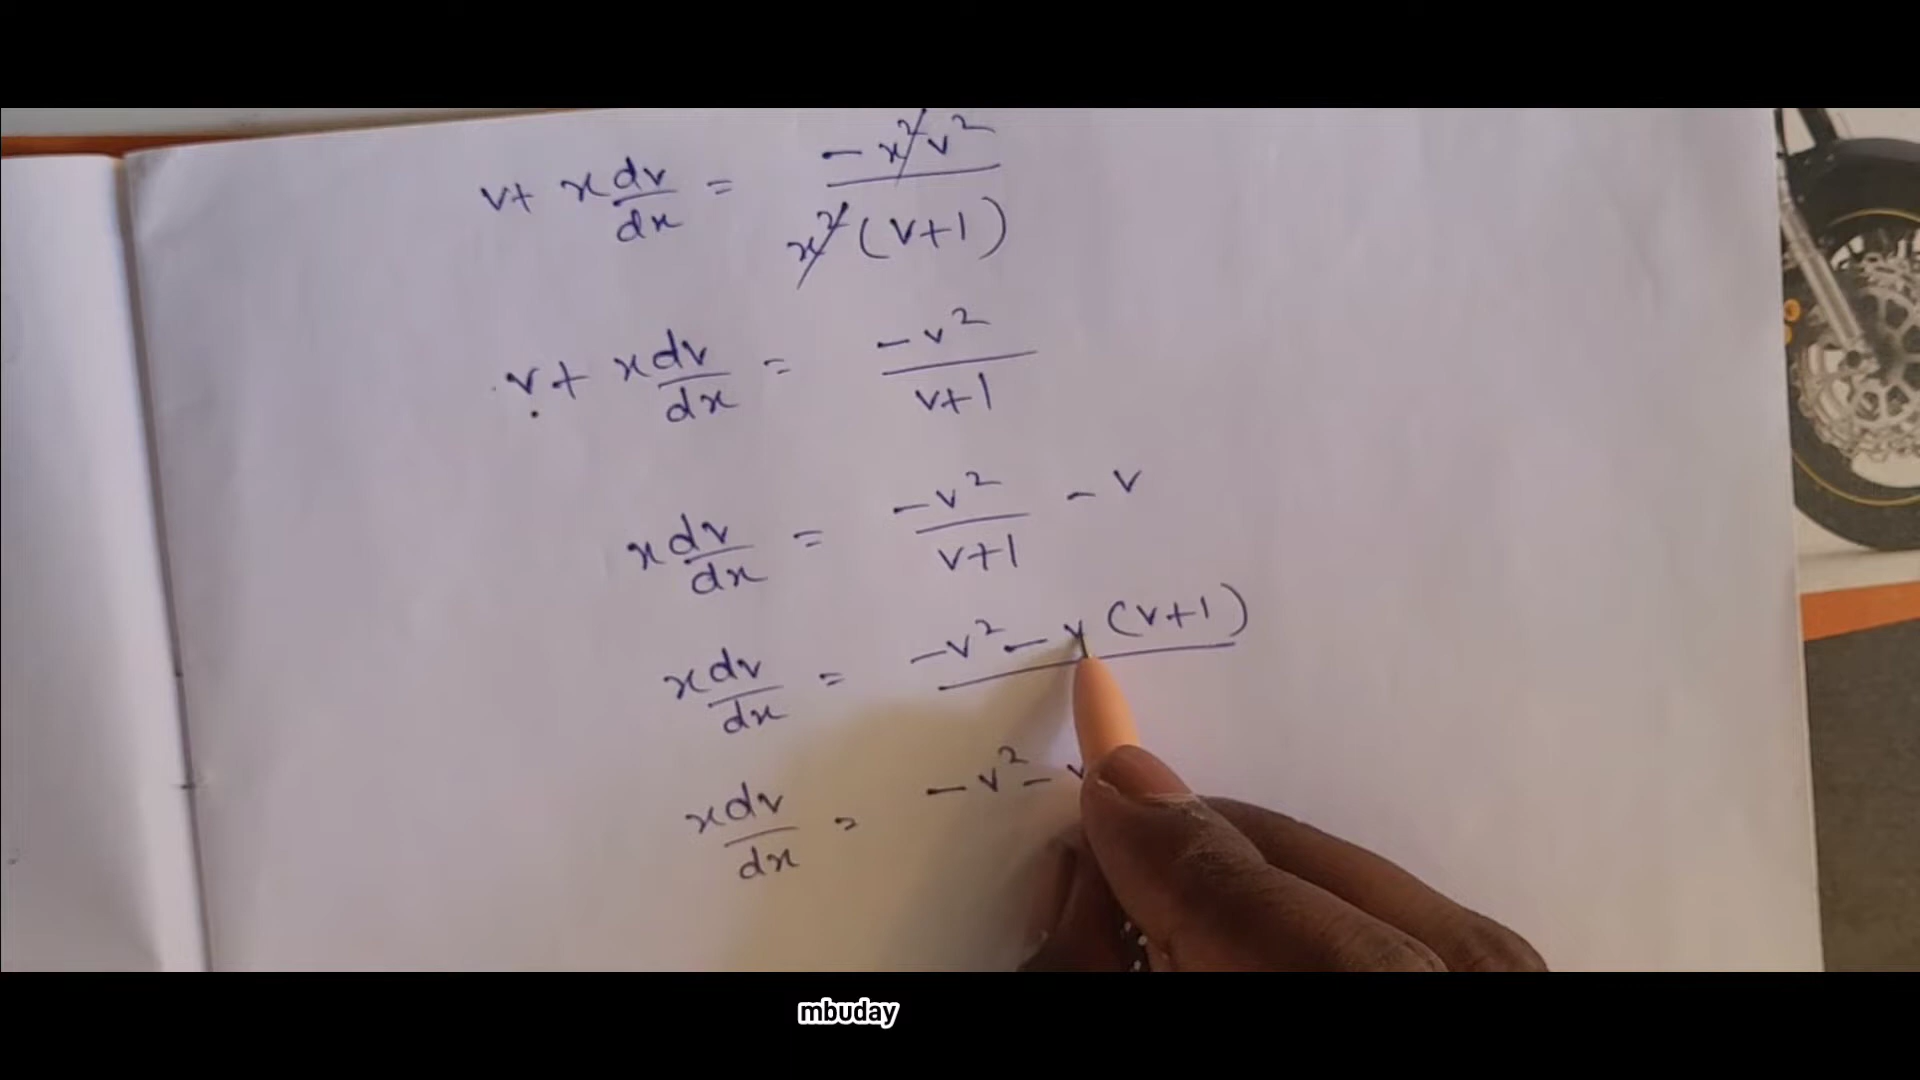 v + x dv/dx = -x²v² / x²(v+1)
v + x dv/dx = -v² / v+1
x dv/dx = -v² / v+1 - v
x dv/dx = -v² - v(v+1)
x dv/dx = -v² - v
mbuday